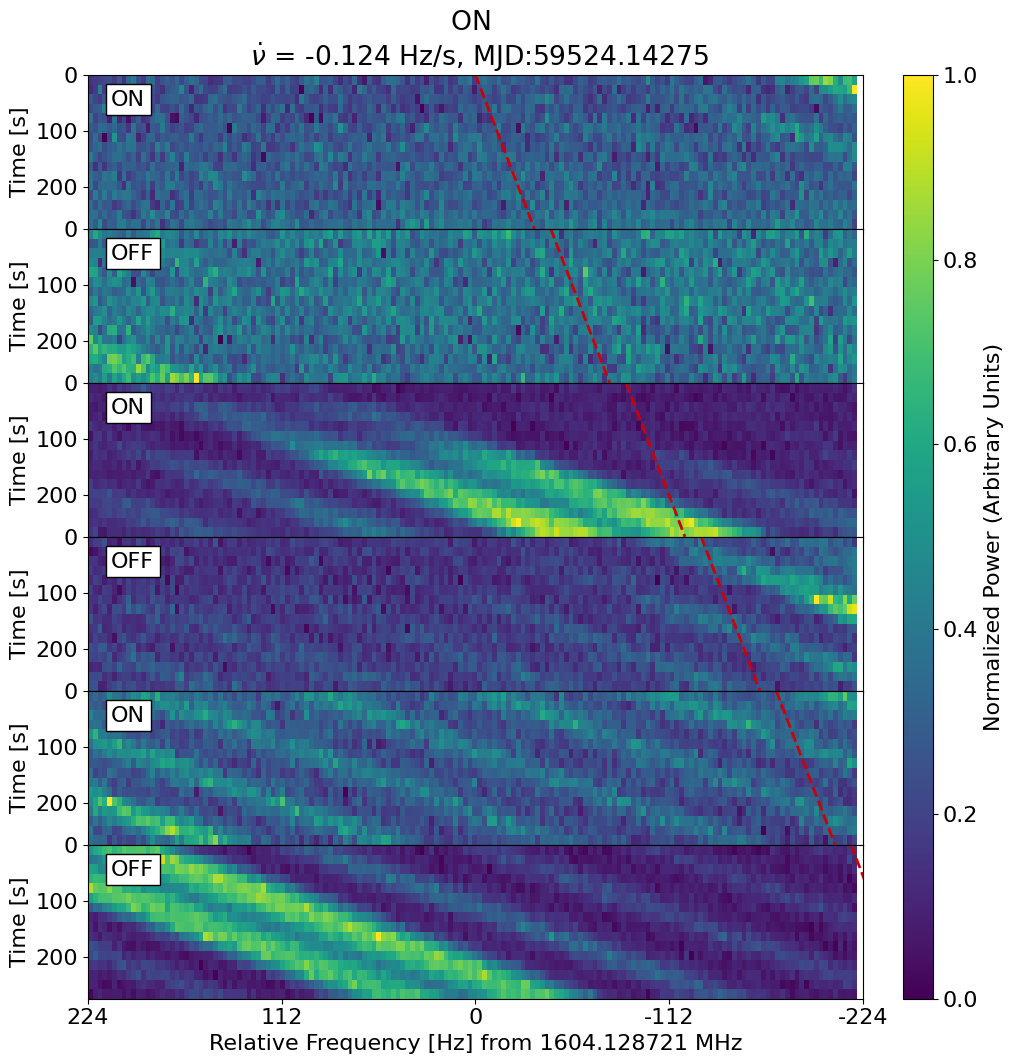 ON
ν̇ = -0.124 Hz/s, MJD:59524.14275
0
100
200
Time [s]
ON
0
100
200
Time [s]
OFF
0
100
200
Time [s]
ON
0
100
200
Time [s]
OFF
0
100
200
Time [s]
ON
0
100
200
Time [s]
OFF
224 112 0 -112 -224
Relative Frequency [Hz] from 1604.128721 MHz
1.0
0.8
0.6
0.4
0.2
0.0
Normalized Power (Arbitrary Units)